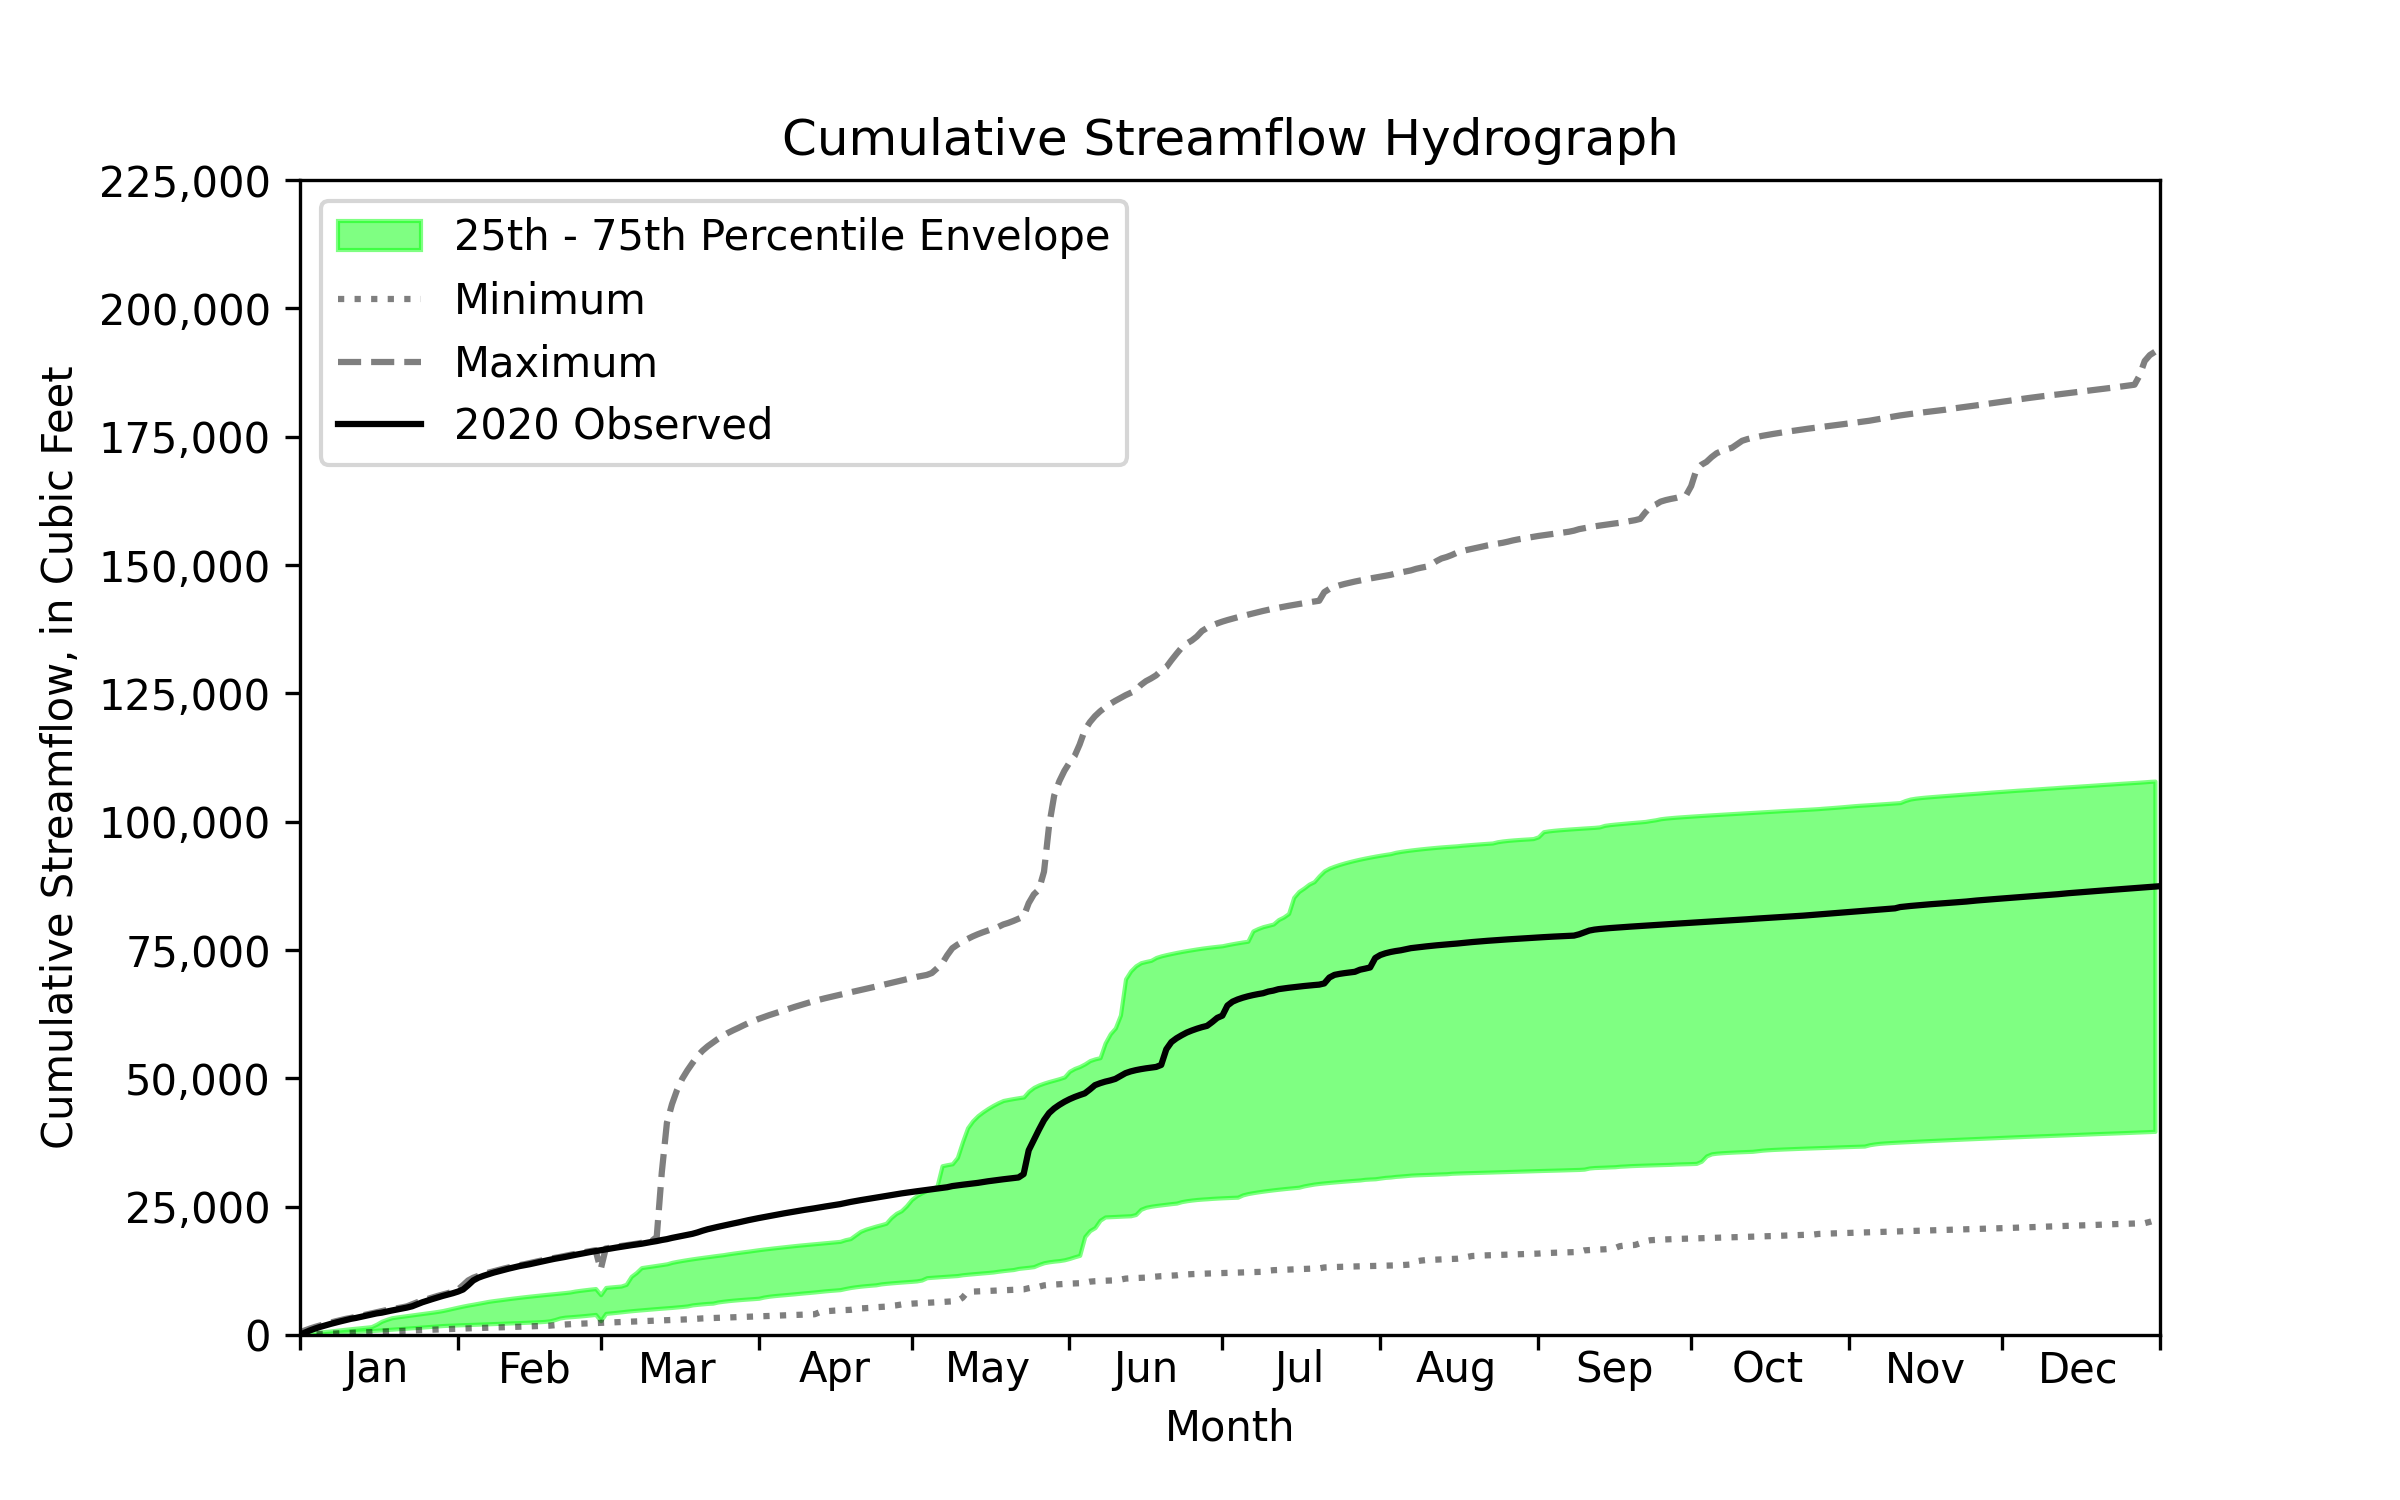 Cumulative Streamflow Hydrograph
225,000
200,000
175,000
150,000
125,000
100,000
75,000
50,000
25,000
0
Cumulative Streamflow, in Cubic Feet
25th - 75th Percentile Envelope
Minimum
Maximum
2020 Observed
Jan Feb Mar Apr May Jun Jul Aug Sep Oct Nov Dec
Month